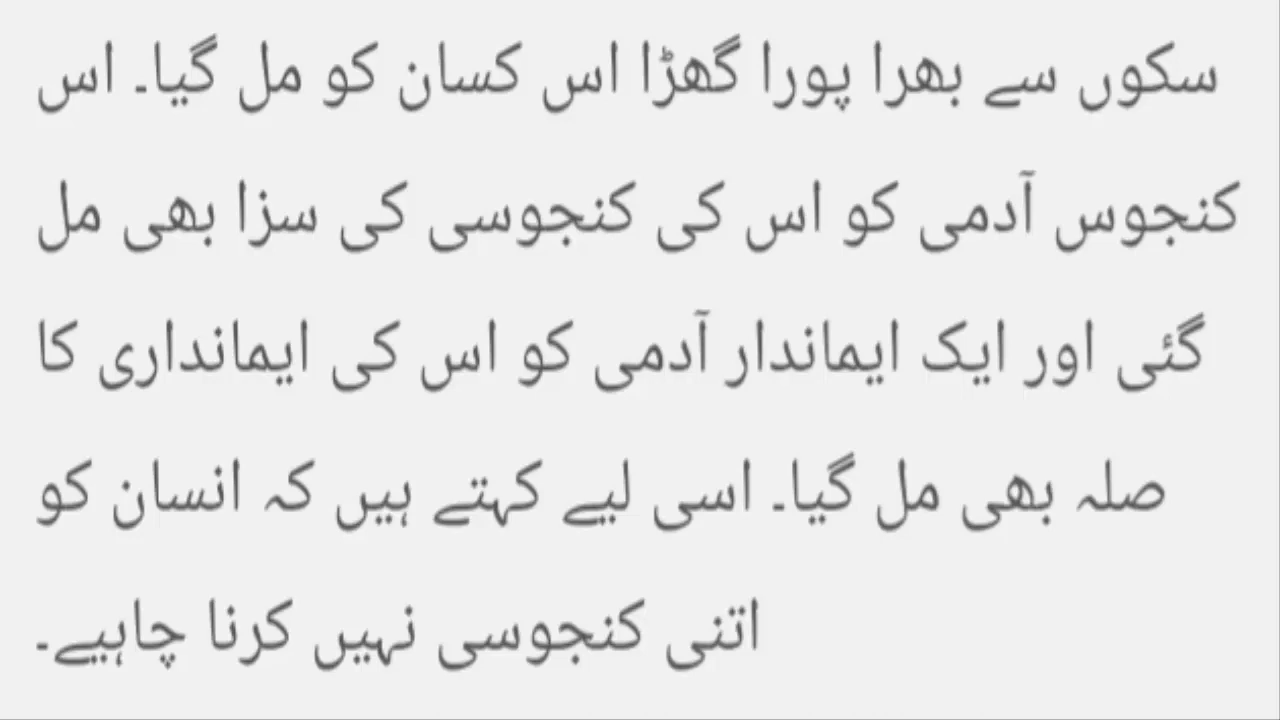 سکوں سے بھرا پورا گھڑا اس کسان کو مل گیا۔ اس
کنجوس آدمی کو اس کی کنجوسی کی سزا بھی مل
گئی اور ایک ایماندار آدمی کو اس کی ایمانداری کا
صلہ بھی مل گیا۔ اسی لیے کہتے ہیں کہ انسان کو
اتنی کنجوسی نہیں کرنا چاہیے۔